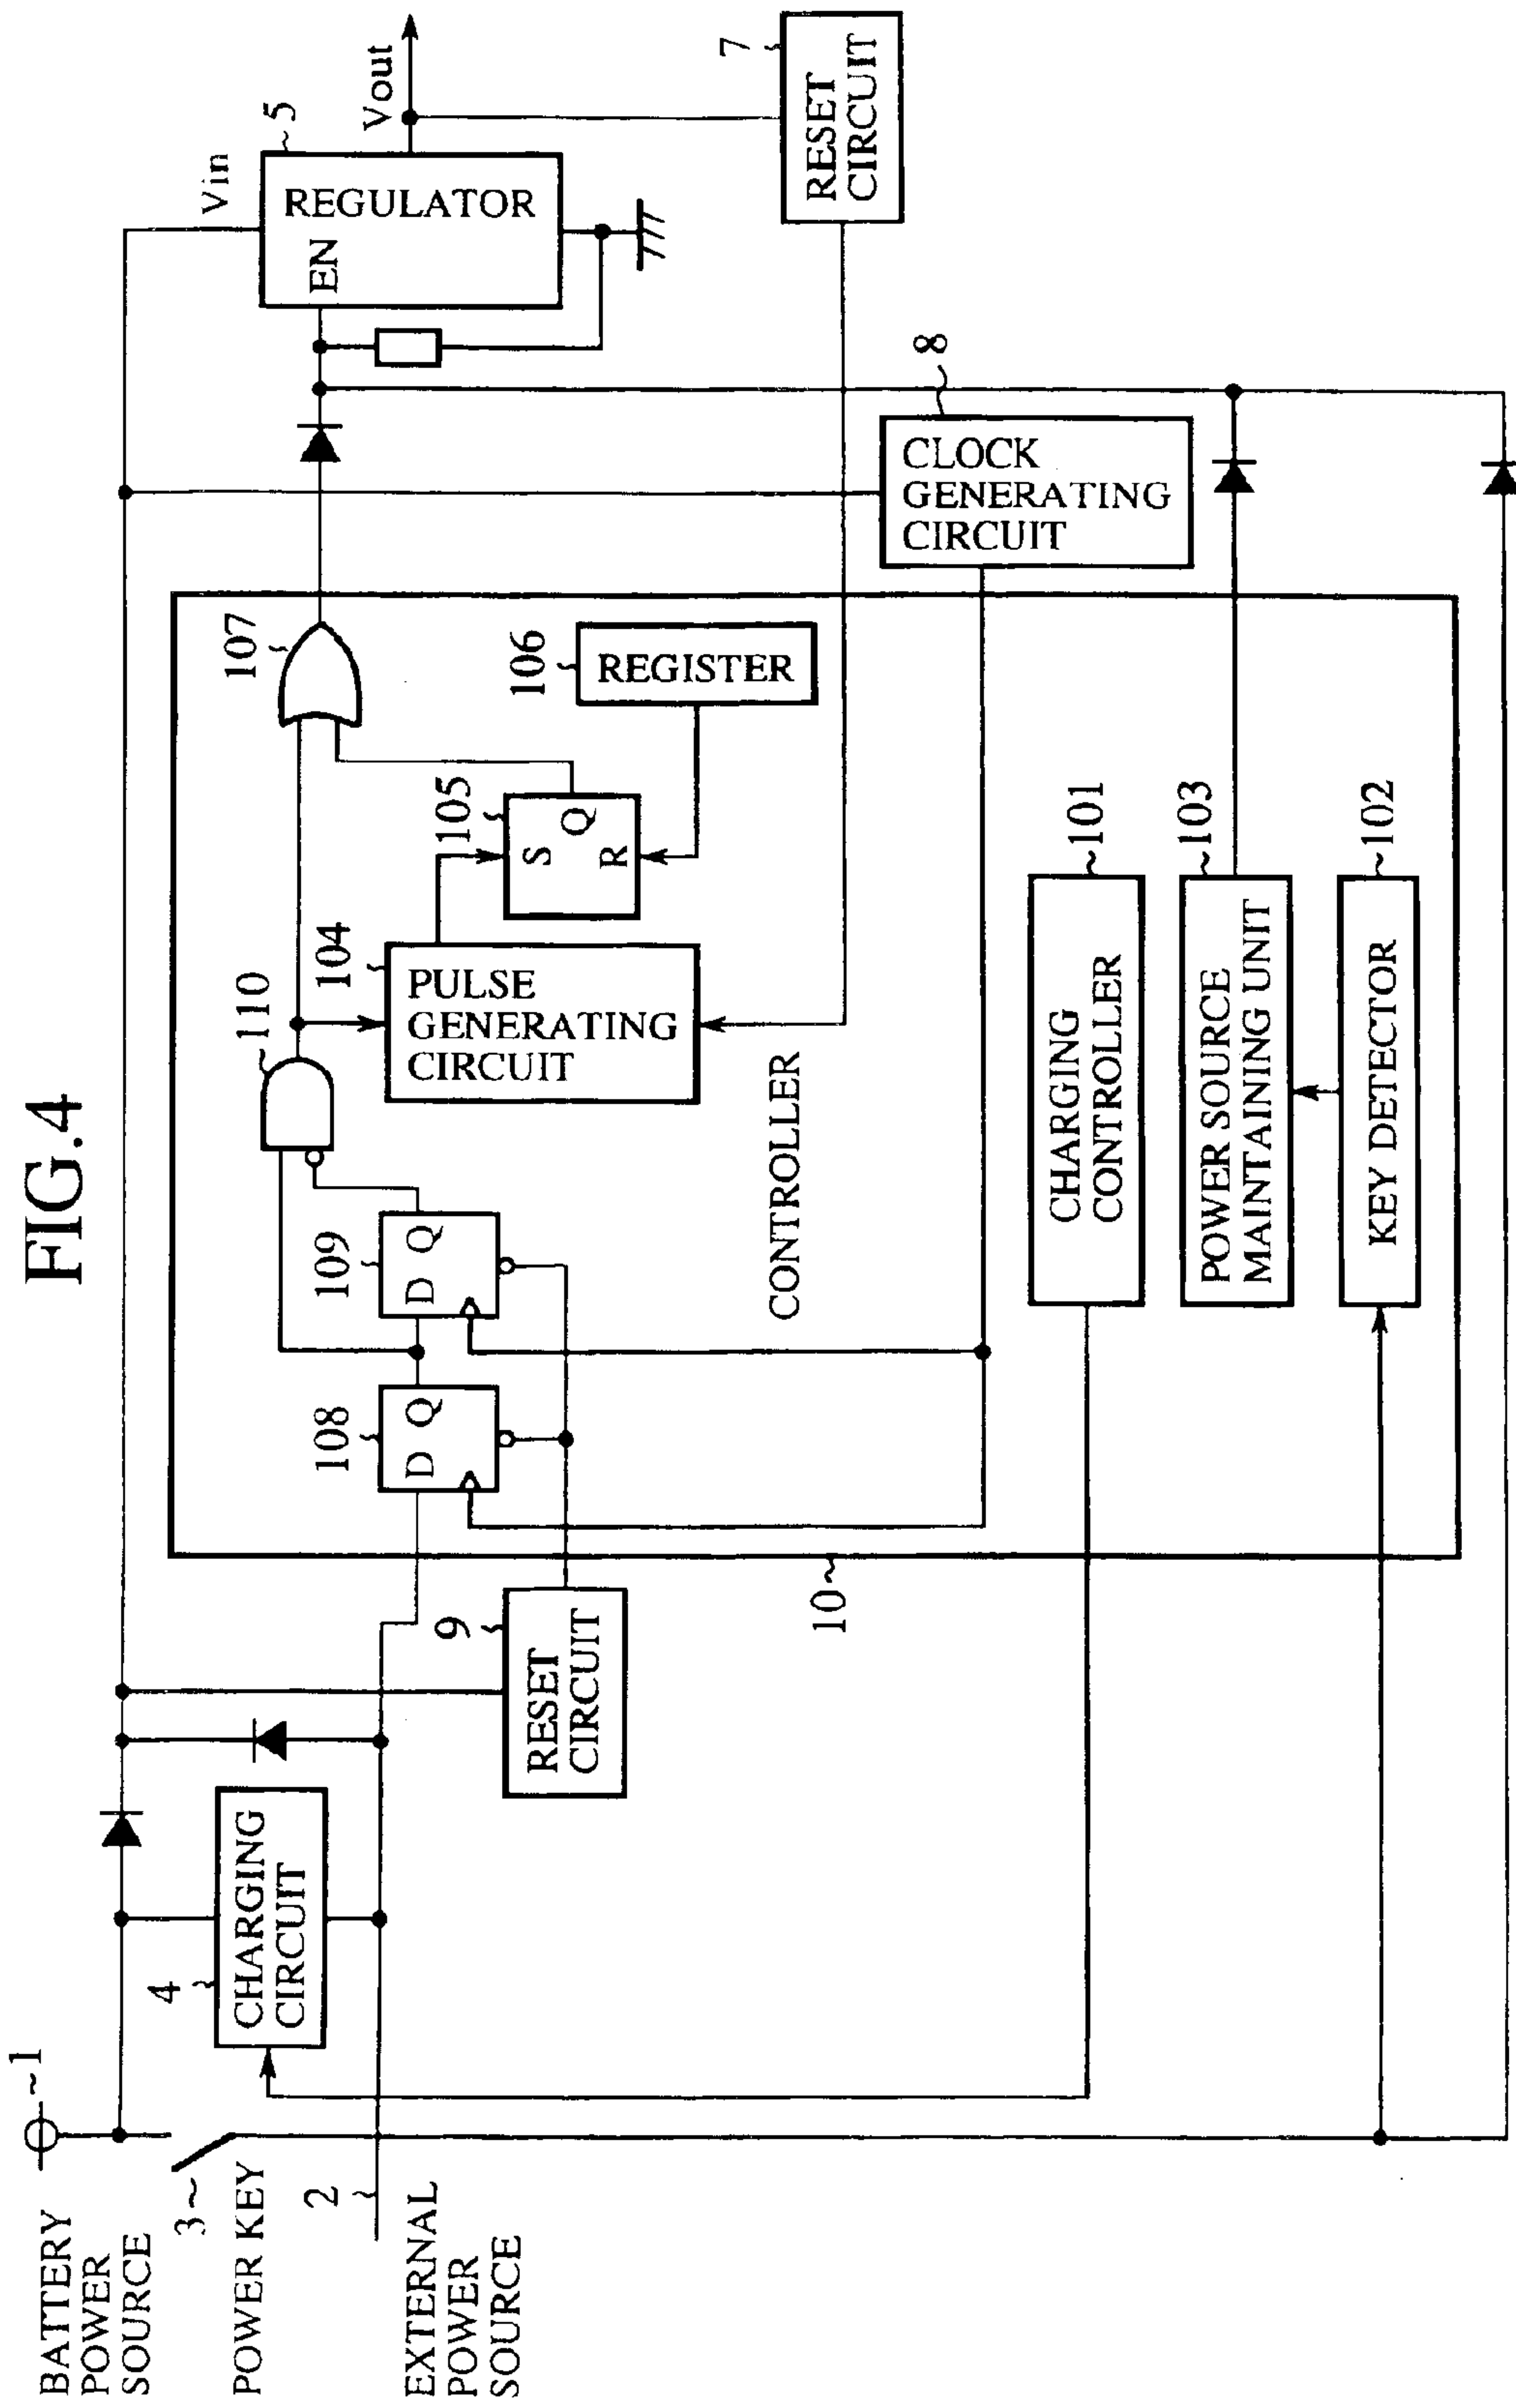 FIG.4
BATTERY
POWER
SOURCE
1
3
POWER KEY
2
EXTERNAL
POWER
SOURCE
4
CHARGING
CIRCUIT
9
RESET
CIRCUIT
10
CONTROLLER
108
D Q
109
D Q
110
104
PULSE
GENERATING
CIRCUIT
105
S
Q
R
106
REGISTER
107
101
CHARGING
CONTROLLER
103
POWER SOURCE
MAINTAINING UNIT
102
KEY DETECTOR
8
CLOCK
GENERATING
CIRCUIT
Vin
5
REGULATOR
EN
Vout
7
RESET
CIRCUIT